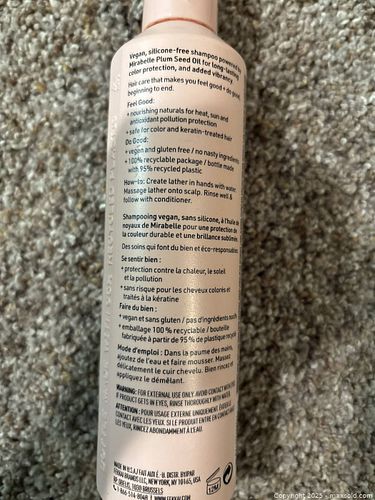 Vegan, silicone-free shampoo powered by
Mirabelle Plum Seed Oil for long-lasting
color protection, and added vibrancy.
Hair care that makes you feel good + do good,
beginning to end.
Feel Good:
+ nourishing naturals for heat, sun and
antioxidant pollution protection
+ safe for color and keratin-treated hair
Do Good:
+ vegan and gluten free / no nasty ingredients
+ 100% recyclable package / bottle made
with 95% recycled plastic
How-to: Create lather in hands with water.
Massage lather onto scalp. Rinse well &
follow with conditioner.
Shampooing vegan, sans silicone, à l'huile de
noyaux de Mirabelle pour une protection de
la couleur durable et une brillance sublimée.
Des soins qui font du bien et éco-responsables.
Se sentir bien :
+ protection contre la chaleur, le soleil
et la pollution
+ sans risque pour les cheveux colorés et
traités à la kératine
Faire du bien :
+ vegan et sans gluten / pas d'ingrédients nocifs
+ emballage 100 % recyclable / bouteille
fabriquée à partir de 95 % de plastique recyclé
Mode d'emploi : Dans la paume des mains,
ajoutez de l'eau et faire mousser. Massez
délicatement le cuir chevelu. Bien rincez et
appliquez le démêlant.
WARNING: FOR EXTERNAL USE ONLY. AVOID CONTACT WITH EYES.
IF PRODUCT GETS IN EYES, RINSE THOROUGHLY WITH WATER.
ATTENTION : POUR USAGE EXTERNE UNIQUEMENT. ÉVITER LE
CONTACT AVEC LES YEUX. SI LE PRODUIT ENTRE EN CONTACT
LES YEUX, RINCEZ ABONDAMMENT À L'EAU.
MADE IN U.S.A./ FAIT AUX É.-U. DISTR. BY/PAR
FEKKAI BRANDS LLC, NEW YORK, NY 10165, USA
1000 BRUSSELS
12M
Copyright 2025 - maxsold.com